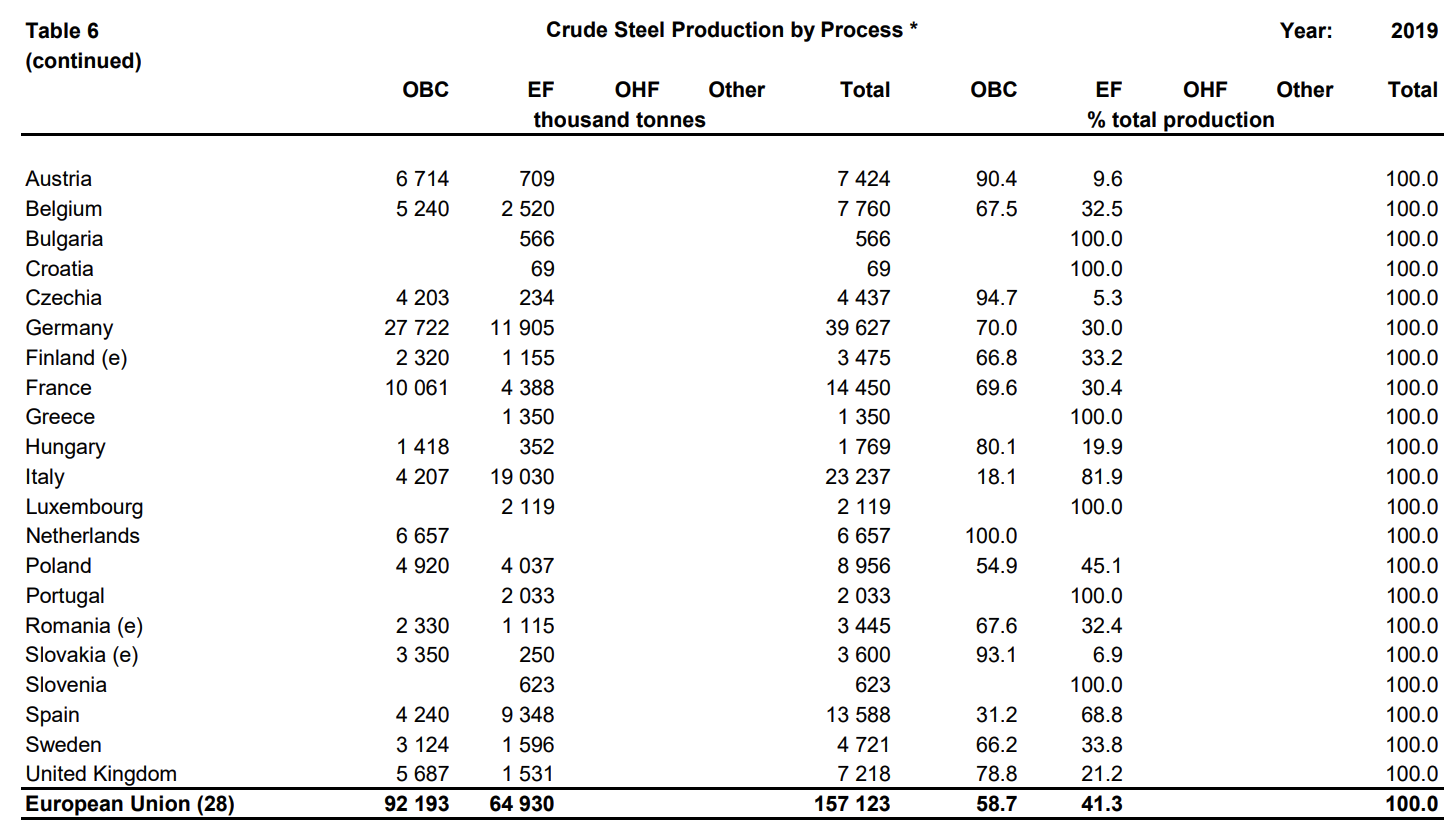 Table 6 Crude Steel Production by Process * Year: 2019
(continued)
OBC EF OHF Other Total OBC EF OHF Other Total
thousand tonnes % total production
Austria 6 714 709 7 424 90.4 9.6 100.0
Belgium 5 240 2 520 7 760 67.5 32.5 100.0
Bulgaria 566 566 100.0 100.0
Croatia 69 69 100.0 100.0
Czechia 4 203 234 4 437 94.7 5.3 100.0
Germany 27 722 11 905 39 627 70.0 30.0 100.0
Finland (e) 2 320 1 155 3 475 66.8 33.2 100.0
France 10 061 4 388 14 450 69.6 30.4 100.0
Greece 1 350 1 350 100.0 100.0
Hungary 1 418 352 1 769 80.1 19.9 100.0
Italy 4 207 19 030 23 237 18.1 81.9 100.0
Luxembourg 2 119 2 119 100.0 100.0
Netherlands 6 657 6 657 100.0 100.0
Poland 4 920 4 037 8 956 54.9 45.1 100.0
Portugal 2 033 2 033 100.0 100.0
Romania (e) 2 330 1 115 3 445 67.6 32.4 100.0
Slovakia (e) 3 350 250 3 600 93.1 6.9 100.0
Slovenia 623 623 100.0 100.0
Spain 4 240 9 348 13 588 31.2 68.8 100.0
Sweden 3 124 1 596 4 721 66.2 33.8 100.0
United Kingdom 5 687 1 531 7 218 78.8 21.2 100.0
European Union (28) 92 193 64 930 157 123 58.7 41.3 100.0